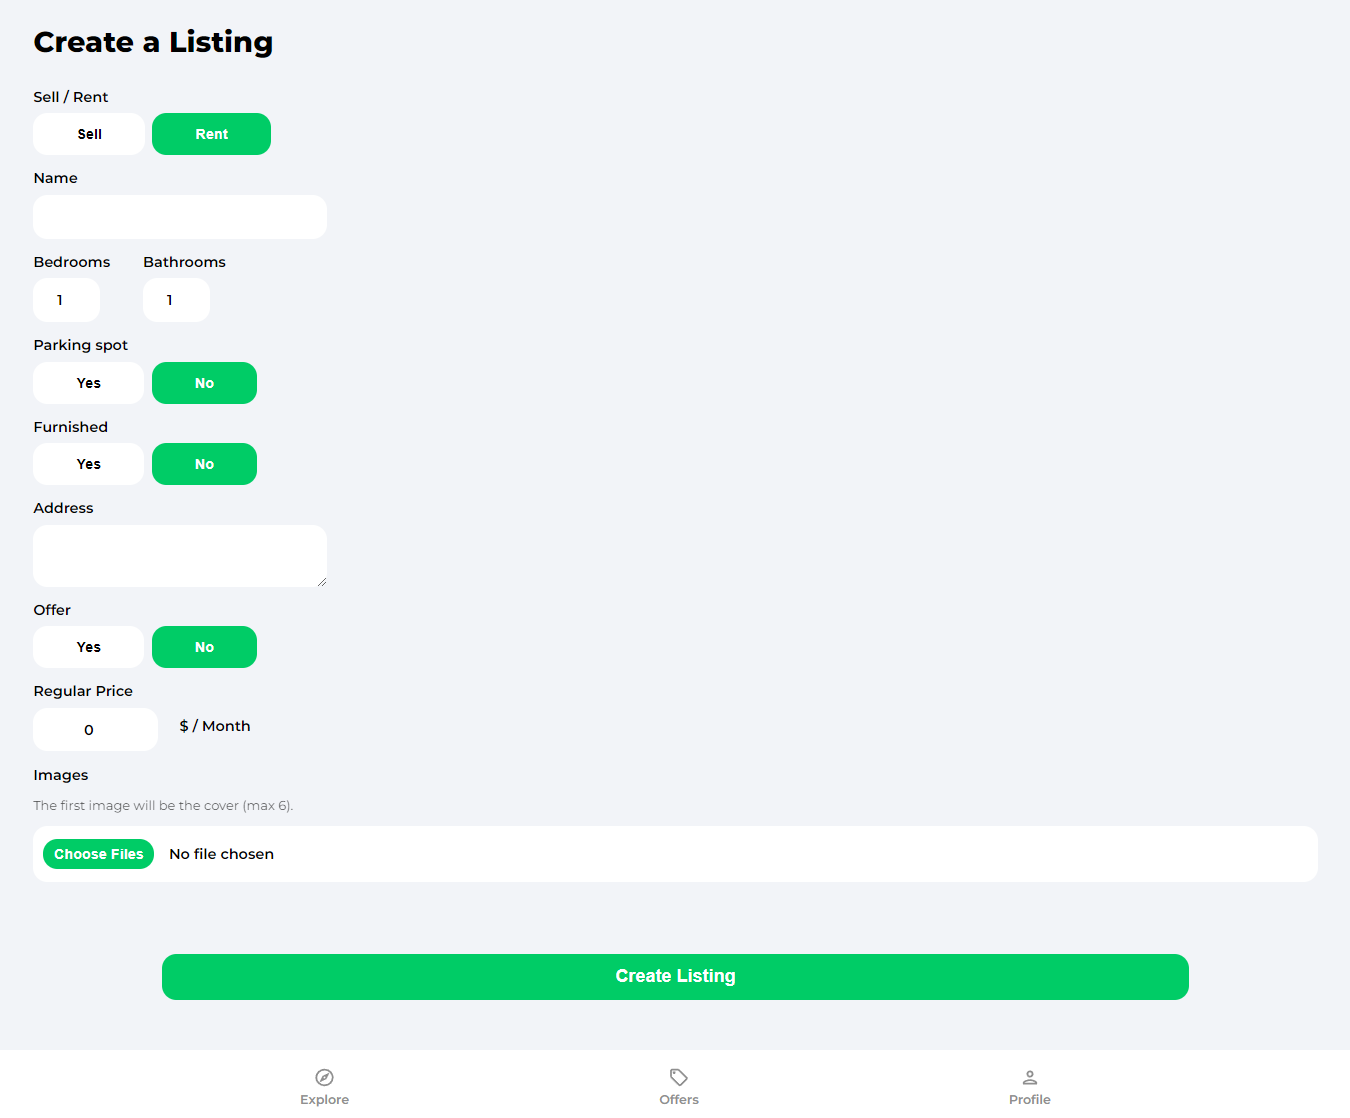 Create a Listing
Sell / Rent
Sell Rent
Name
Bedrooms Bathrooms
1 1
Parking spot
Yes No
Furnished
Yes No
Address
Offer
Yes No
Regular Price
0 $ / Month
Images
The first image will be the cover (max 6).
Choose Files No file chosen
Create Listing
Explore Offers Profile